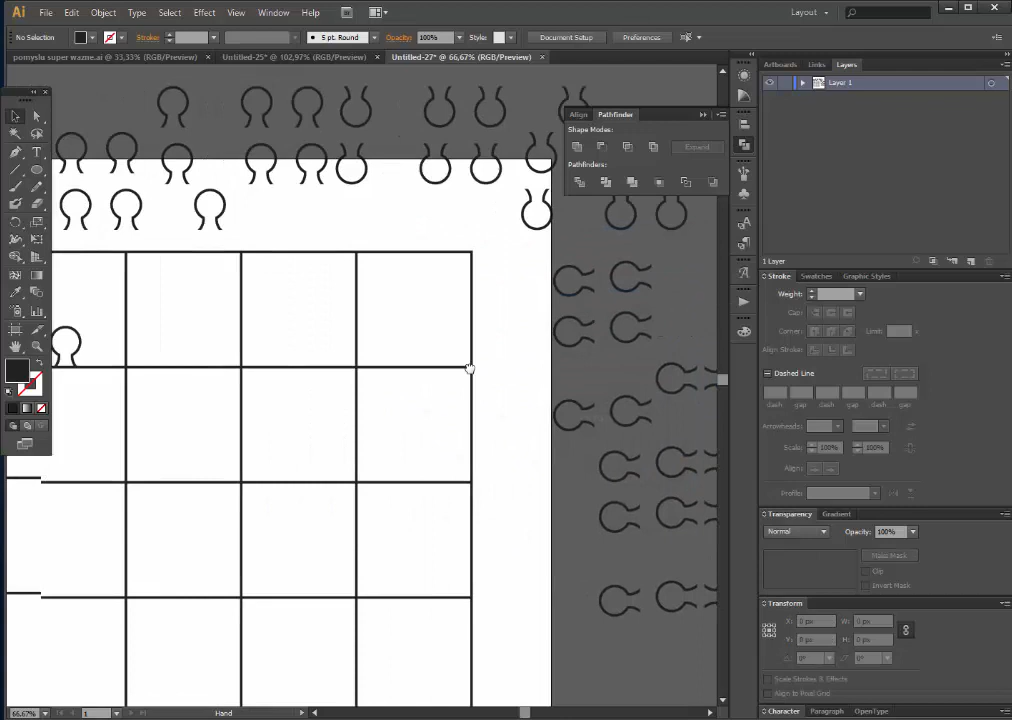 Ai File Edit Object Type Select Effect View Window Help Layout
No Selection Stroke: 5 pt. Round Opacity: 100% Style: Document Setup Preferences
pomyslu super wazne.ai @ 33,33% (RGB/Preview) × Untitled-25* @ 102,97% (RGB/Preview) × Untitled-27* @ 66,67% (RGB/Preview) ×
Artboards Links Layers
Layer 1
Align Pathfinder
Shape Modes:
Expand
Pathfinders:
1 Layer
Stroke Swatches Graphic Styles
Weight:
Cap:
Corner: Limit: x
Align Stroke:
Dashed Line
dash gap dash gap dash gap
Arrowheads:
Scale: 100% 100%
Align:
Profile:
Transparency Gradient
Normal Opacity: 100%
Make Mask
Clip
Invert Mask
Transform
X: 0 px W: 0 px
Y: 0 px H: 0 px
0° 0°
Scale Strokes & Effects
Align to Pixel Grid
Character Paragraph OpenType
66,67% 1 Hand